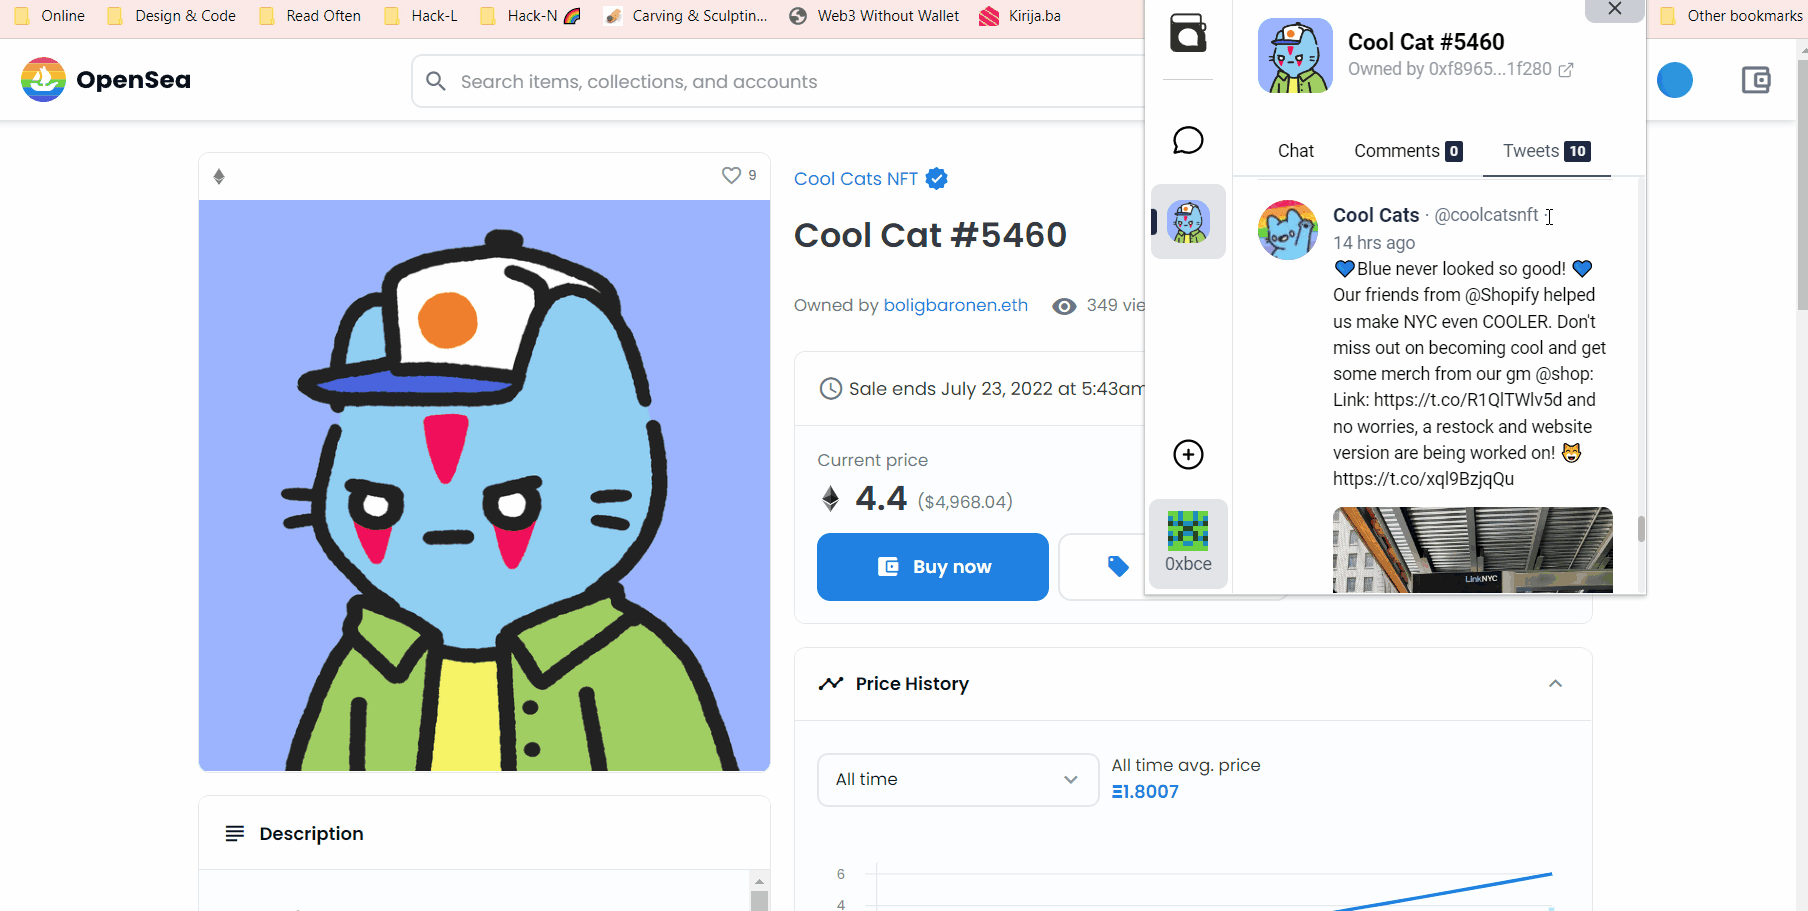 Online
Design & Code
Read Often
Hack-L
Hack-N 🌈
Carving & Sculptin...
Web3 Without Wallet
Kirija.ba
Other bookmarks
OpenSea
Search items, collections, and accounts
9
Cool Cats NFT
Cool Cat #5460
Owned by boligbaronen.eth
349 vie
Sale ends July 23, 2022 at 5:43am
Current price
4.4 ($4,968.04)
Buy now
Price History
All time
All time avg. price
Ξ1.8007
6
4
Description
Cool Cat #5460
Owned by 0xf8965...1f280
Chat
Comments 0
Tweets 10
Cool Cats · @coolcatsnft ·
14 hrs ago
💙Blue never looked so good! 💙
Our friends from @Shopify helped
us make NYC even COOLER. Don't
miss out on becoming cool and get
some merch from our gm @shop:
Link: https://t.co/R1QlTWlv5d and
no worries, a restock and website
version are being worked on! 😸
https://t.co/xql9BzjqQu
LinkNYC
0xbce